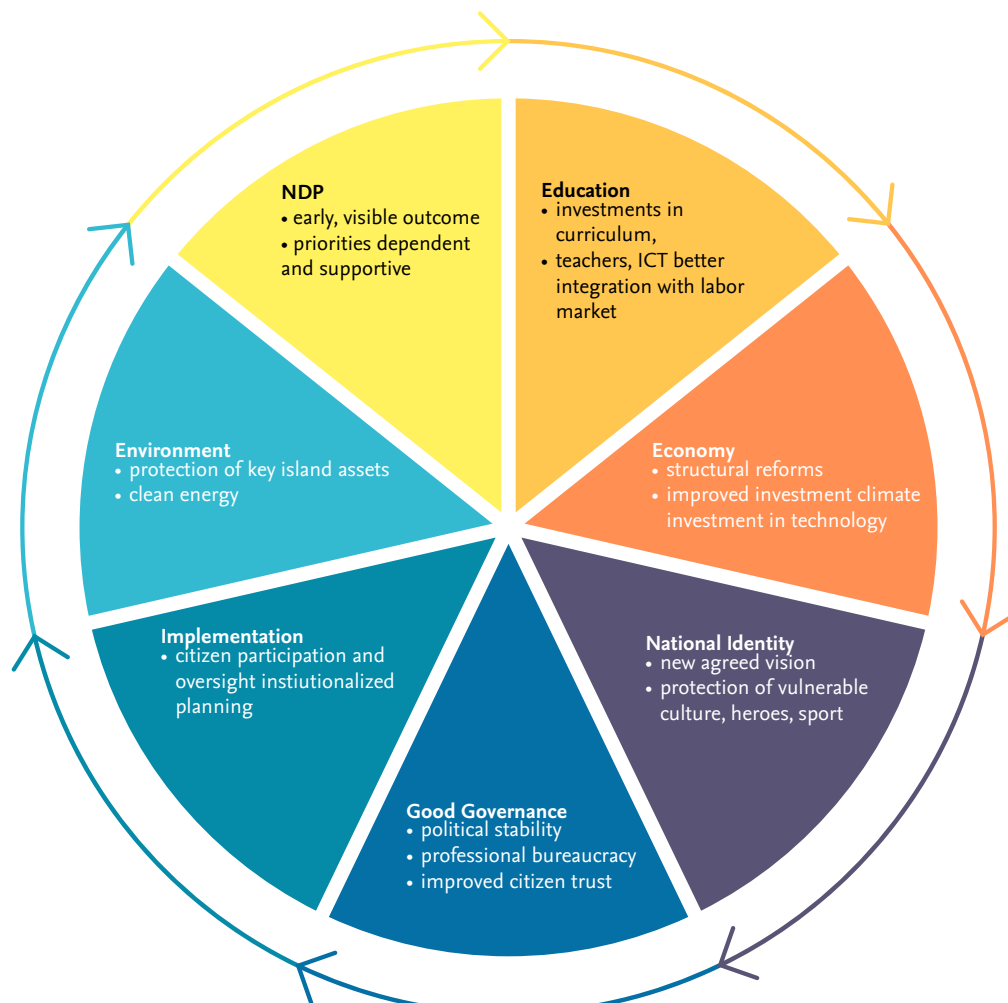 NDP
• early, visible outcome
• priorities dependent
and supportive
Education
• investments in
curriculum,
• teachers, ICT better
integration with labor
market
Economy
• structural reforms
• improved investment climate
investment in technology
National Identity
• new agreed vision
• protection of vulnerable
culture, heroes, sport
Good Governance
• political stability
• professional bureaucracy
• improved citizen trust
Implementation
• citizen participation and
oversight instiutionalized
planning
Environment
• protection of key island assets
• clean energy